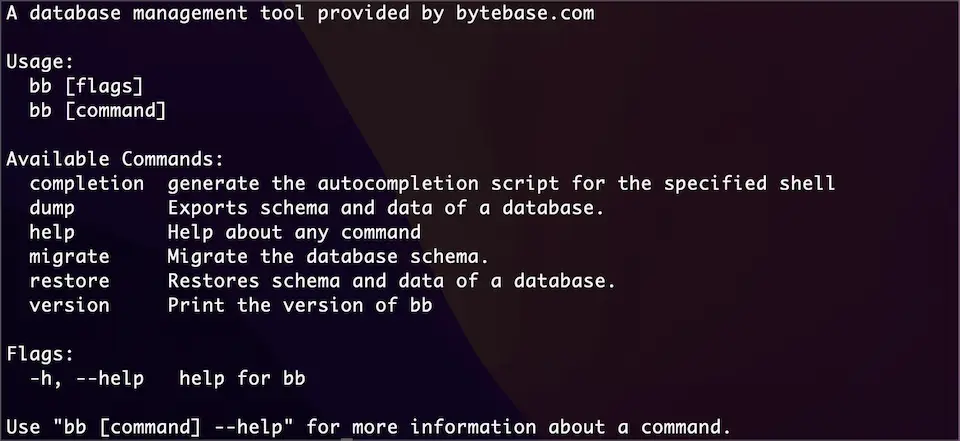 A database management tool provided by bytebase.com

Usage:
  bb [flags]
  bb [command]

Available Commands:
  completion  generate the autocompletion script for the specified shell
  dump        Exports schema and data of a database.
  help        Help about any command
  migrate     Migrate the database schema.
  restore     Restores schema and data of a database.
  version     Print the version of bb

Flags:
  -h, --help   help for bb

Use "bb [command] --help" for more information about a command.